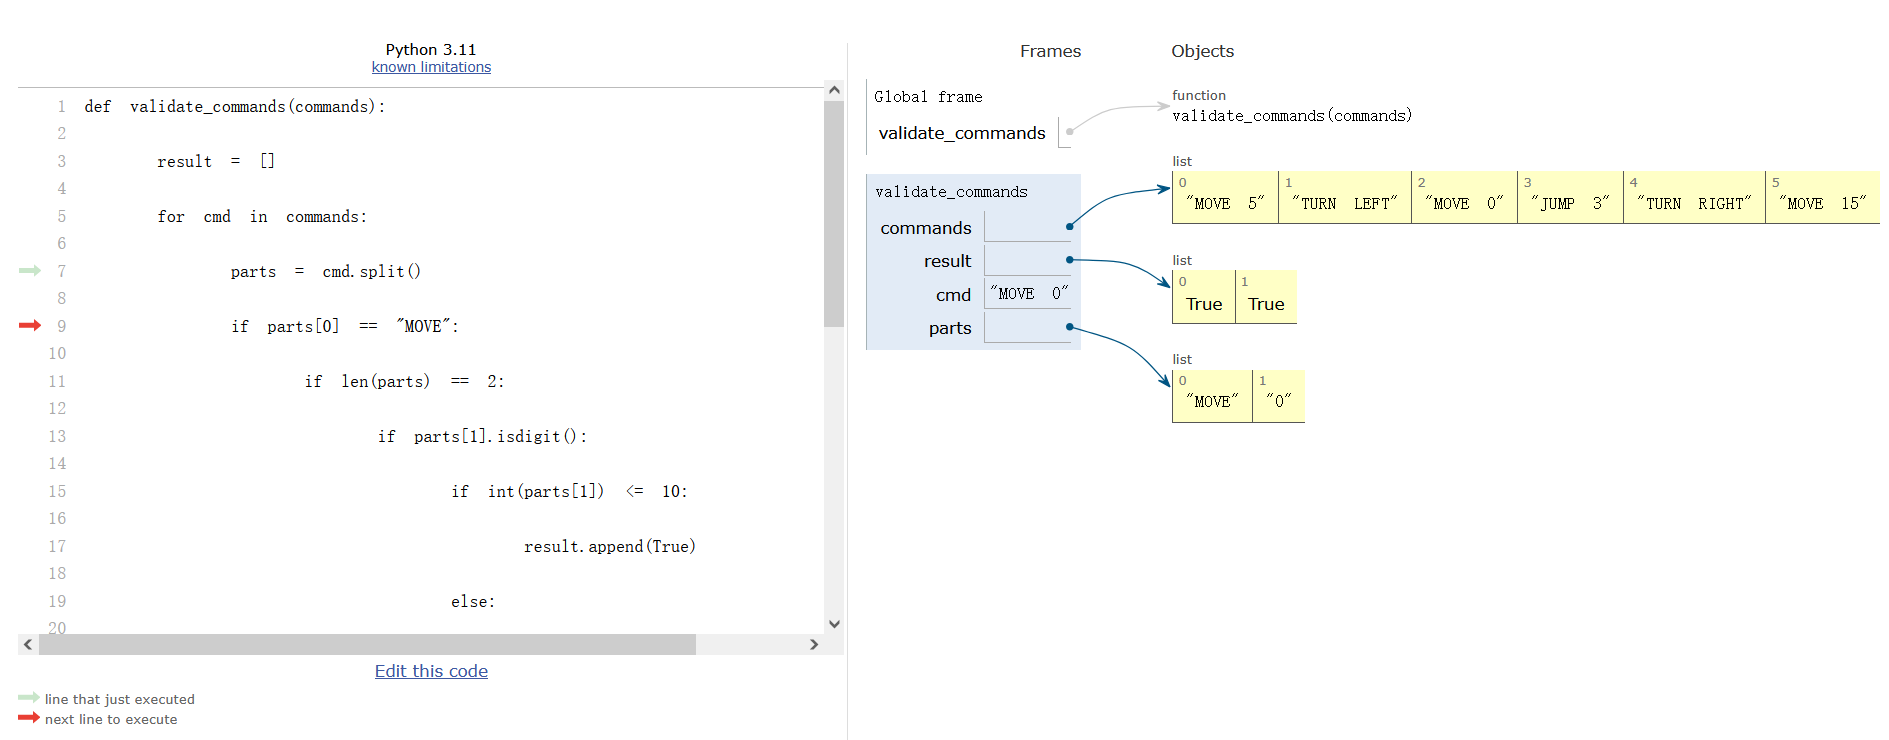 Python 3.11
known limitations
1 def validate_commands(commands):
2
3 result = []
4
5 for cmd in commands:
6
7 parts = cmd.split()
8
9 if parts[0] == "MOVE":
10
11 if len(parts) == 2:
12
13 if parts[1].isdigit():
14
15 if int(parts[1]) <= 10:
16
17 result.append(True)
18
19 else:
20
Edit this code
line that just executed
next line to execute
Frames
Objects
Global frame
validate_commands
function
validate_commands(commands)
validate_commands
commands
result
cmd "MOVE 0"
parts
list
0 1 2 3 4 5
"MOVE 5" "TURN LEFT" "MOVE 0" "JUMP 3" "TURN RIGHT" "MOVE 15"
list
0 1
True True
list
0 1
"MOVE" "0"